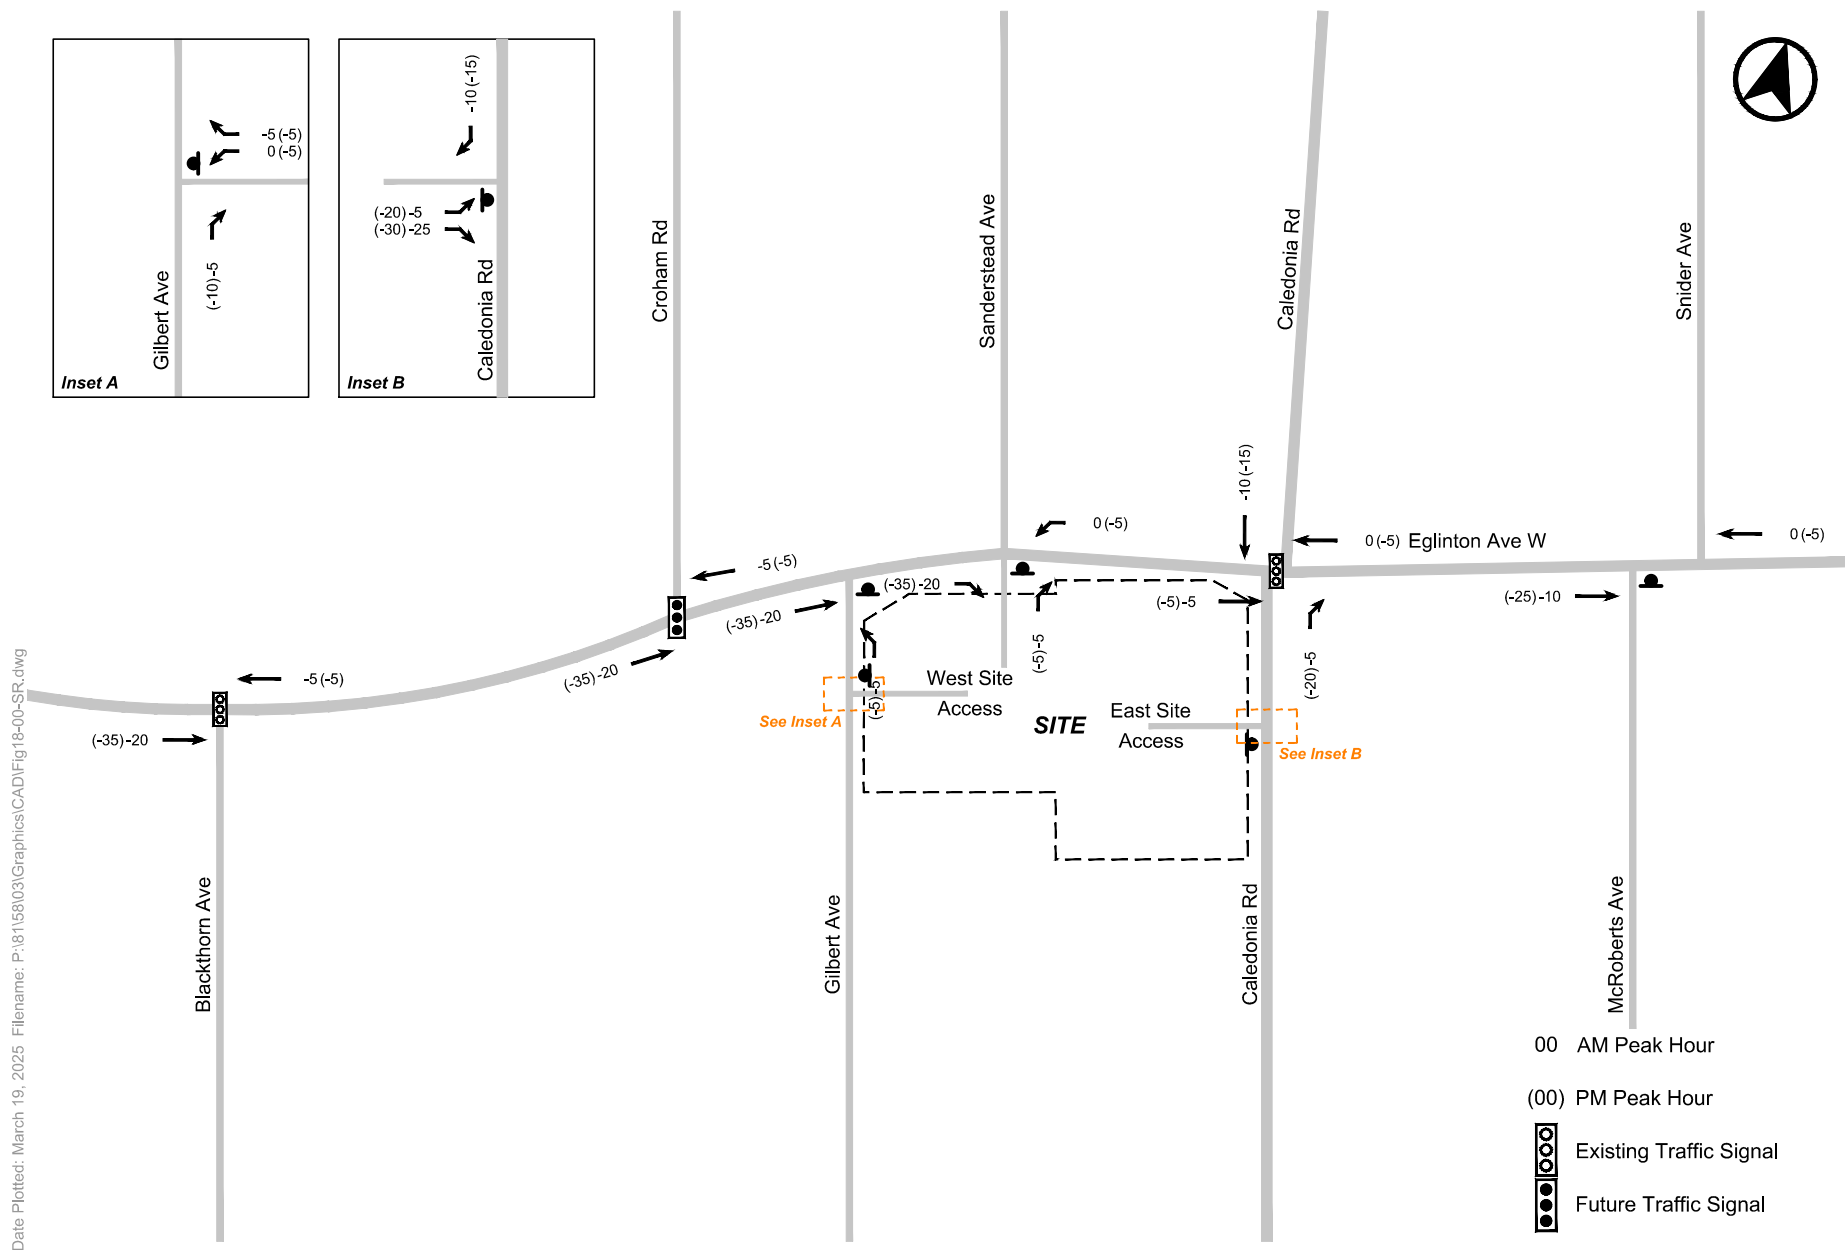 -5 (-5)
0 (-5)
(-10) -5
Gilbert Ave
Inset A
-10 (-15)
(-20) -5
(-30) -25
Caledonia Rd
Inset B
Croham Rd
Sanderstead Ave
Caledonia Rd
Snider Ave
-10 (-15)
0 (-5)
0 (-5) Eglinton Ave W
0 (-5)
-5 (-5)
(-35) -20
(-35) -20
(-5) -5
(-5) -5
(-20) -5
(-25) -10
(-35) -20
-5 (-5)
(-35) -20
(-5) -5
West Site
Access
See Inset A
SITE
East Site
Access
See Inset B
Blackthorn Ave
Gilbert Ave
Caledonia Rd
McRoberts Ave
00 AM Peak Hour
(00) PM Peak Hour
Existing Traffic Signal
Future Traffic Signal
Date Plotted: March 19, 2025 Filename: P:\81\58\03\Graphics\CAD\Fig18-00-SR.dwg